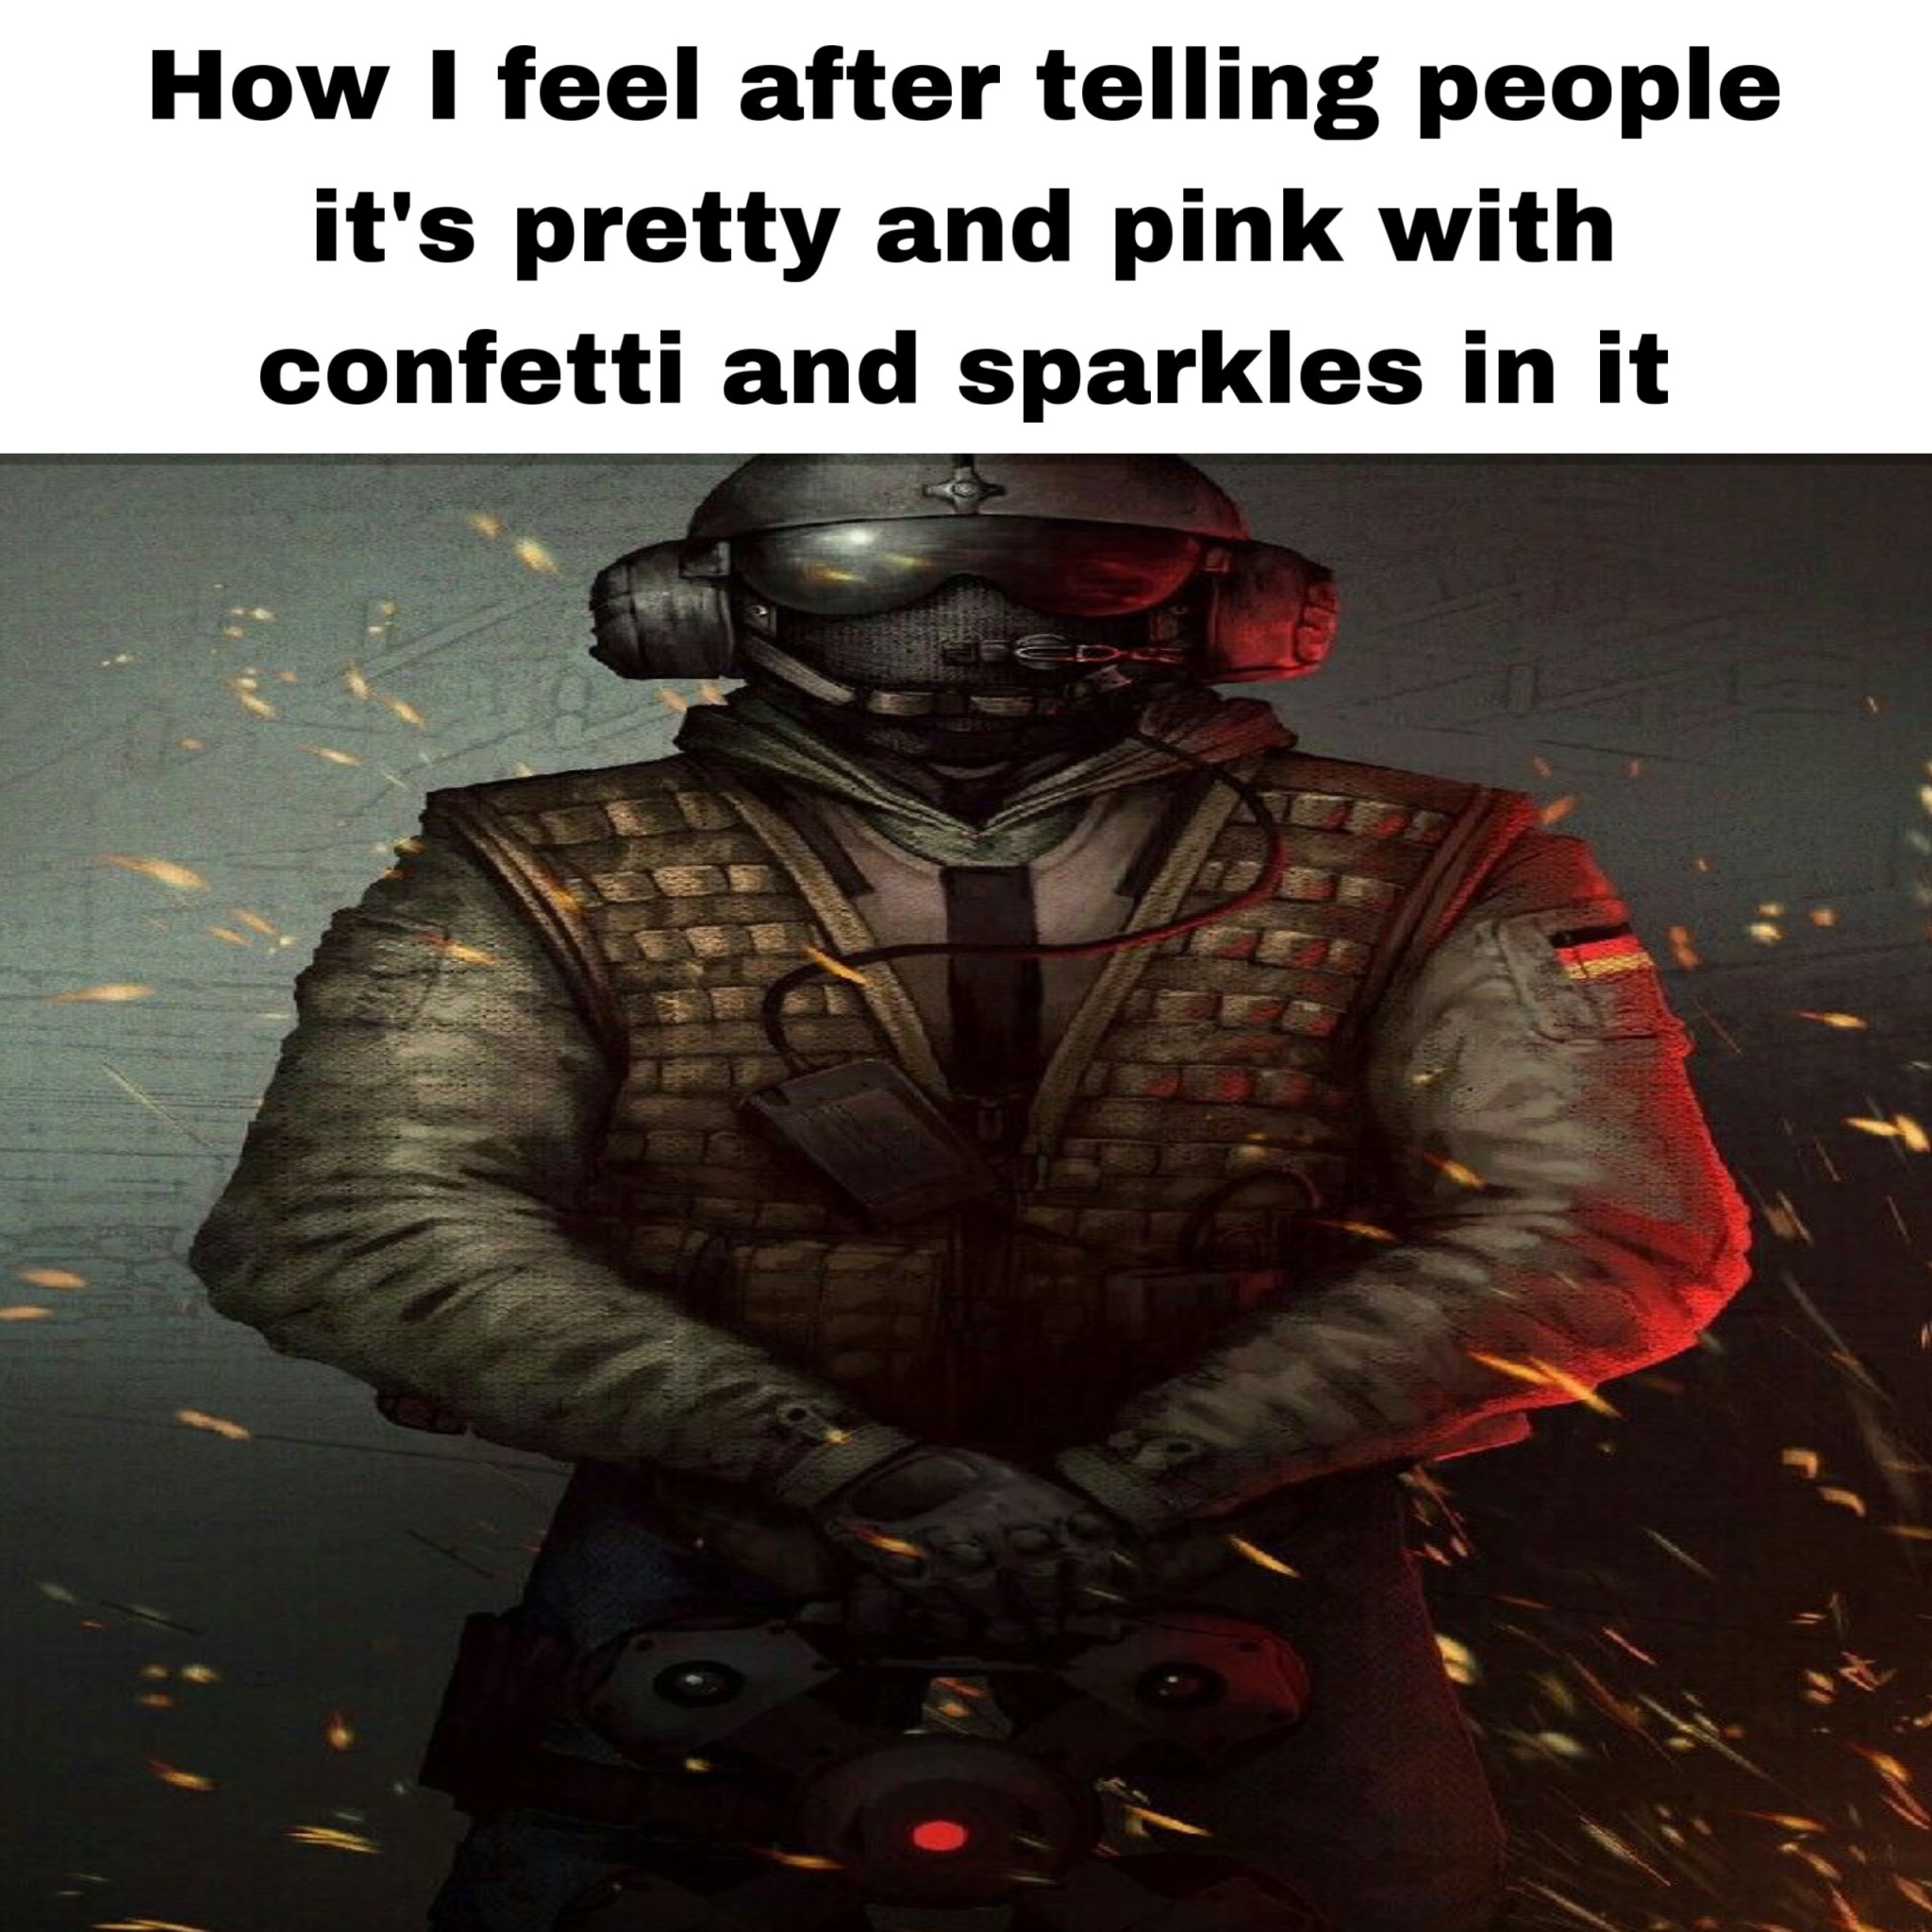 How I feel after telling people
it's pretty and pink with
confetti and sparkles in it